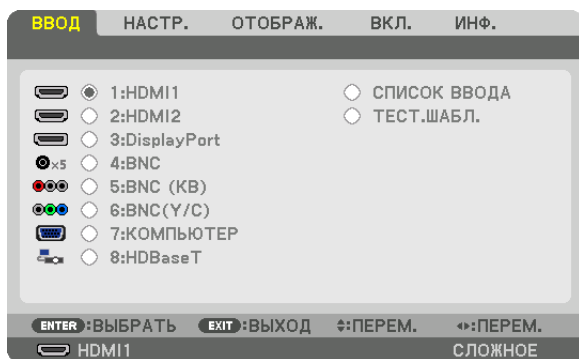 ВВОД НАСТР. ОТОБРАЖ. ВКЛ. ИНФ.
1:HDMI1 СПИСОК ВВОДА
2:HDMI2 ТЕСТ.ШАБЛ.
3:DisplayPort
×5 4:BNC
5:BNC (КВ)
6:BNC(Y/C)
7:КОМПЬЮТЕР
8:HDBaseT
ENTER:ВЫБРАТЬ EXIT:ВЫХОД :ПЕРЕМ. :ПЕРЕМ.
HDMI1 СЛОЖНОЕ